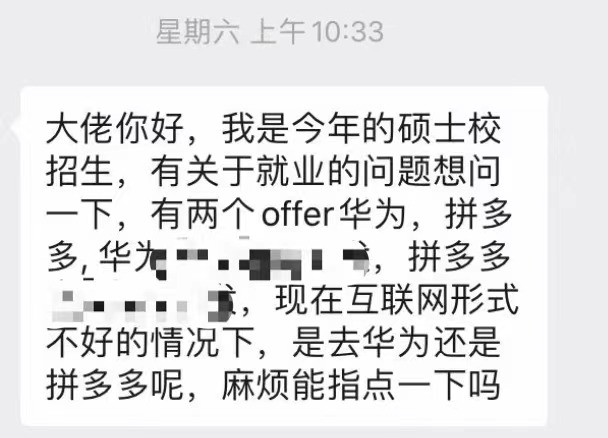 星期六 上午10:33
大佬你好，我是今年的硕士校
招生，有关于就业的问题想问
一下，有两个offer华为，拼多
多, 华为，拼多多
，现在互联网形式
不好的情况下，是去华为还是
拼多多呢，麻烦能指点一下吗